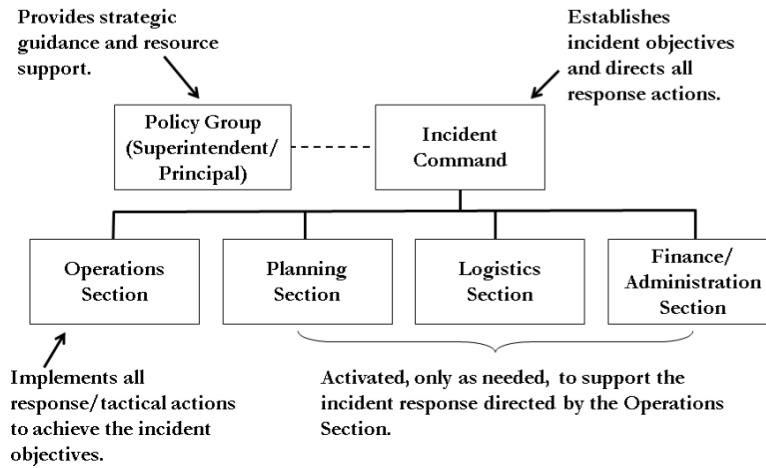 Provides strategic
guidance and resource
support.
Establishes
incident objectives
and directs all
response actions.
Policy Group
(Superintendent/
Principal)
Incident
Command
Operations
Section
Planning
Section
Logistics
Section
Finance/
Administration
Section
Implements all
response/tactical actions
to achieve the incident
objectives.
Activated, only as needed, to support the
incident response directed by the Operations
Section.